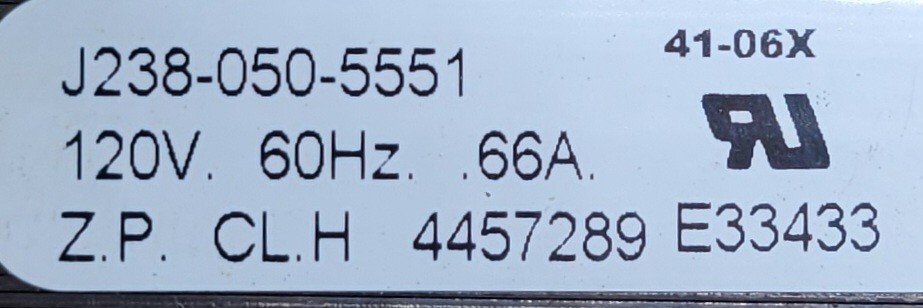 J238-050-5551
41-06X
120V. 60Hz. .66A.
Z.P. CL.H 4457289 E33433